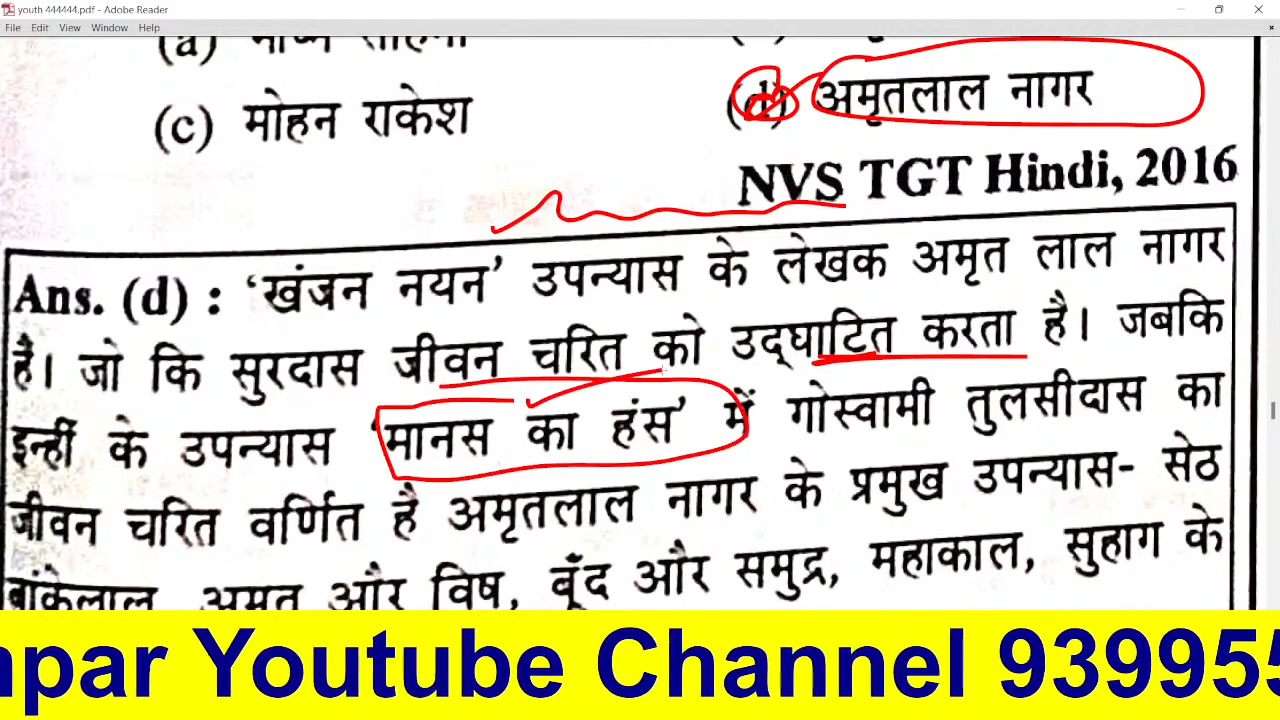 youth 444444.pdf - Adobe Reader
File Edit View Window Help
(c) मोहन राकेश
(d) अमृतलाल नागर
NVS TGT Hindi, 2016
Ans. (d) : ‘खंजन नयन’ उपन्यास के लेखक अमृत लाल नागर
है। जो कि सुरदास जीवन चरित को उद्घाटित करता है। जबकि
इन्हीं के उपन्यास ‘मानस का हंस’ में गोस्वामी तुलसीदास का
जीवन चरित वर्णित है अमृतलाल नागर के प्रमुख उपन्यास- सेठ
बांकेलाल, अमृत और विष, बूँद और समुद्र, महाकाल, सुहाग के
npar Youtube Channel 939955